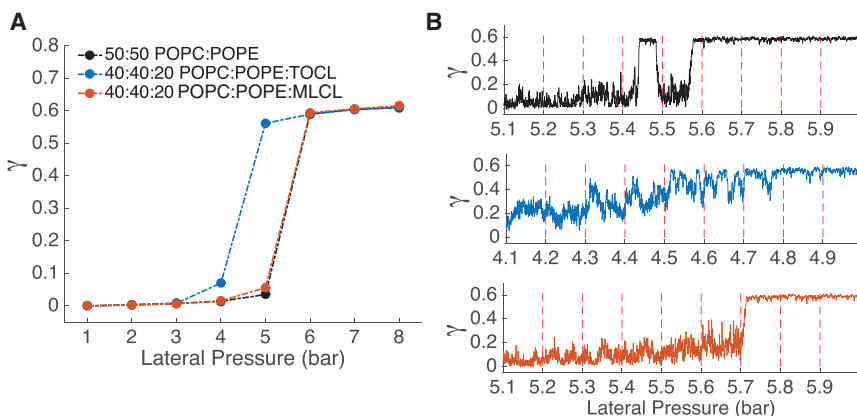 A
B
0.8
0.7
0.6
0.5
0.4
0.3
0.2
0.1
0
γ
50:50 POPC:POPE
40:40:20 POPC:POPE:TOCL
40:40:20 POPC:POPE:MLCL
1 2 3 4 5 6 7 8
Lateral Pressure (bar)
0.6
0.2
0
γ
5.1 5.2 5.3 5.4 5.5 5.6 5.7 5.8 5.9
0.6
0.4
0.2
0
γ
4.1 4.2 4.3 4.4 4.5 4.6 4.7 4.8 4.9
0.6
0.4
0.2
0
γ
5.1 5.2 5.3 5.4 5.5 5.6 5.7 5.8 5.9
Lateral Pressure (bar)